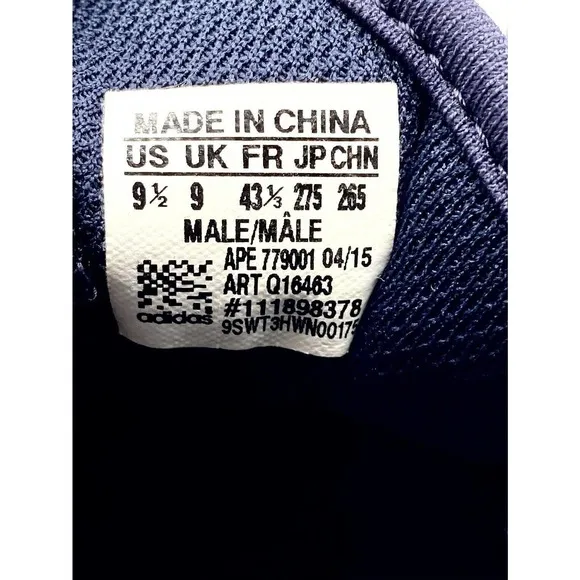 MADE IN CHINA
US UK FR JP CHN
9½ 9 43⅓ 275 265
MALE/MÂLE
APE 779001 04/15
ART Q16463
#111898378
adidas
9SWT3HWN00175